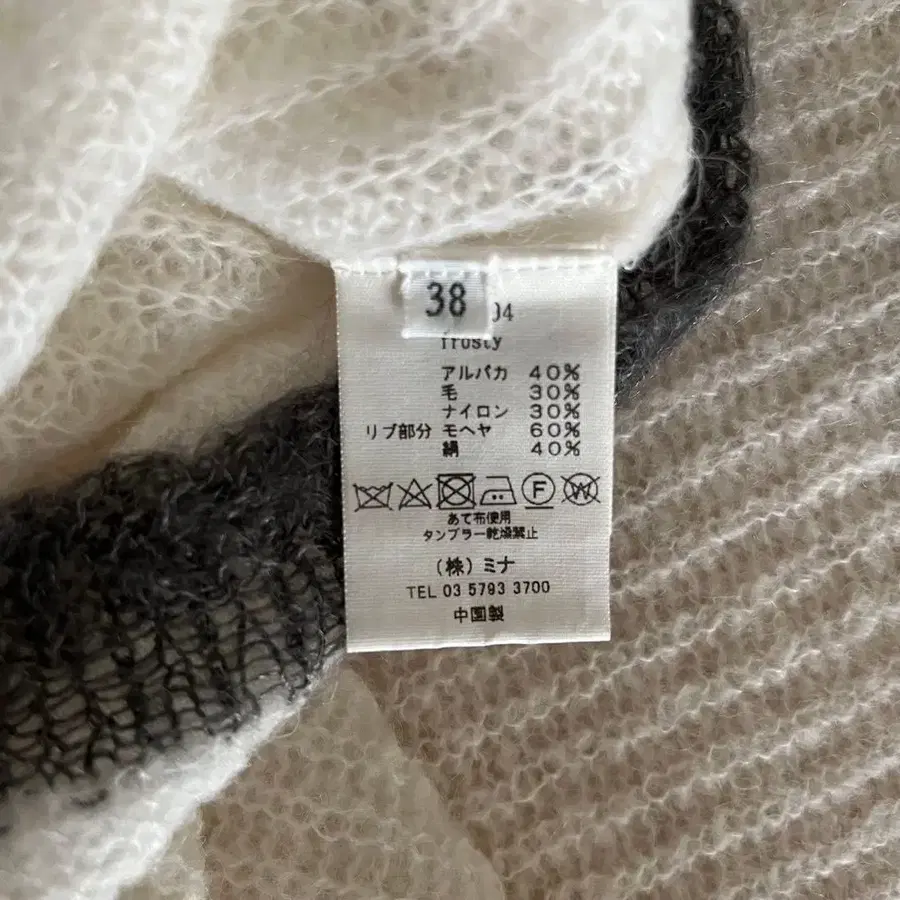 38
04
frosty
アルパカ 40%
毛 30%
ナイロン 30%
リブ部分 モヘヤ 60%
絹 40%
F W
あて布使用
タンブラー乾燥禁止
(株)ミナ
TEL 03 5793 3700
中国製